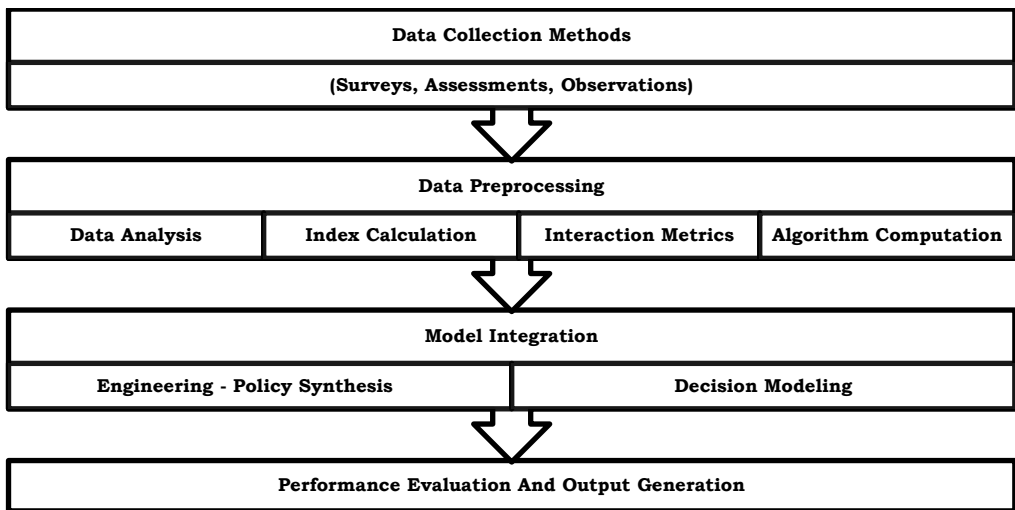 Data Collection Methods
(Surveys, Assessments, Observations)
Data Preprocessing
Data Analysis
Index Calculation
Interaction Metrics
Algorithm Computation
Model Integration
Engineering - Policy Synthesis
Decision Modeling
Performance Evaluation And Output Generation